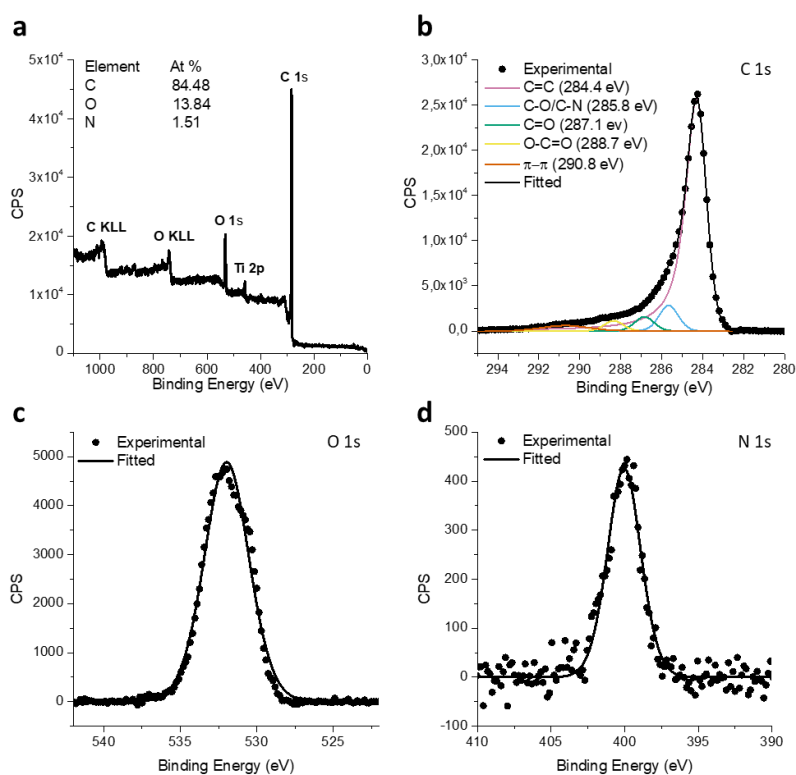 a
Element At %
C 84.48
O 13.84
N 1.51
C 1s
C KLL
O KLL
O 1s
Ti 2p
5x10⁴
4x10⁴
3x10⁴
2x10⁴
1x10⁴
0
CPS
1000 800 600 400 200 0
Binding Energy (eV)
b
C 1s
Experimental
C=C (284.4 eV)
C-O/C-N (285.8 eV)
C=O (287.1 ev)
O-C=O (288.7 eV)
π–π (290.8 eV)
Fitted
3,0x10⁴
2,5x10⁴
2,0x10⁴
1,5x10⁴
1,0x10⁴
5,0x10³
0,0
CPS
294 292 290 288 286 284 282 280
Binding Energy (eV)
c
O 1s
Experimental
Fitted
5000
4000
3000
2000
1000
0
CPS
540 535 530 525
Binding Energy (eV)
d
N 1s
Experimental
Fitted
500
400
300
200
100
0
-100
CPS
410 405 400 395 390
Binding Energy (eV)